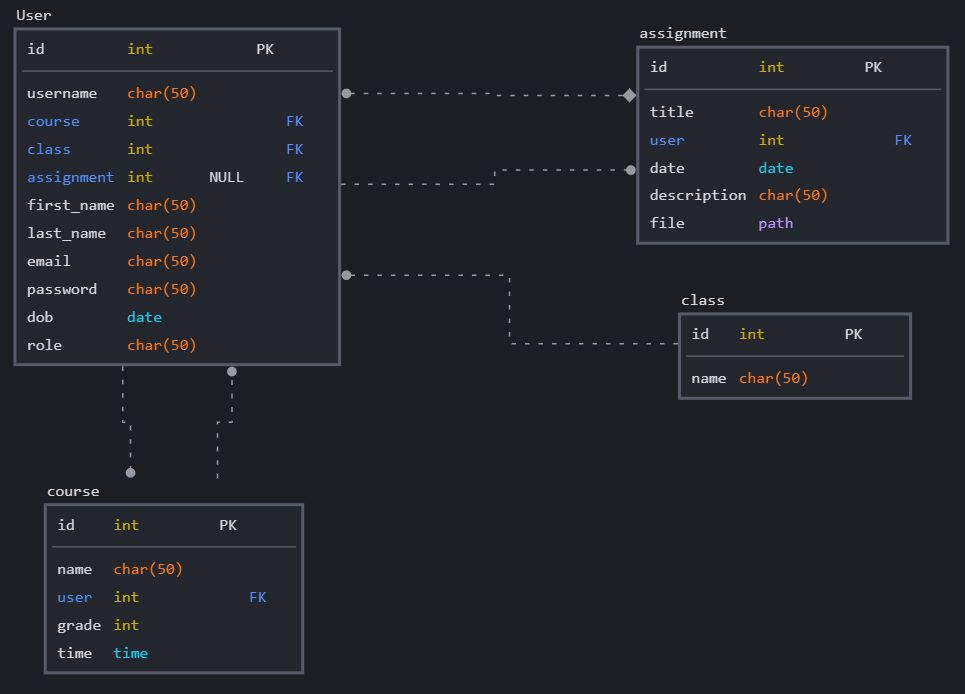 User
id int PK
username char(50)
course int FK
class int FK
assignment int NULL FK
first_name char(50)
last_name char(50)
email char(50)
password char(50)
dob date
role char(50)
assignment
id int PK
title char(50)
user int FK
date date
description char(50)
file path
class
id int PK
name char(50)
course
id int PK
name char(50)
user int FK
grade int
time time